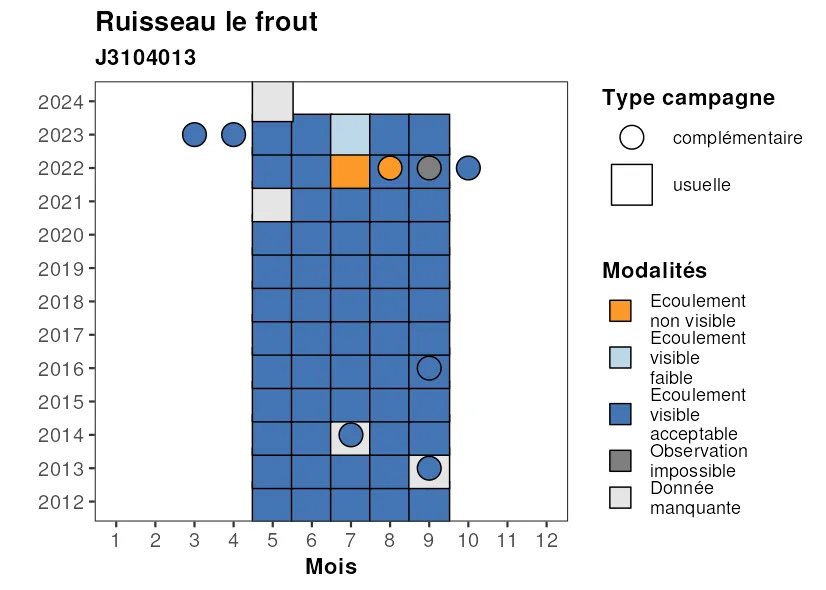 Ruisseau le frout
J3104013
2024
2023
2022
2021
2020
2019
2018
2017
2016
2015
2014
2013
2012
1 2 3 4 5 6 7 8 9 10 11 12
Mois
Type campagne
complémentaire
usuelle
Modalités
Ecoulement
non visible
Ecoulement
visible
faible
Ecoulement
visible
acceptable
Observation
impossible
Donnée
manquante